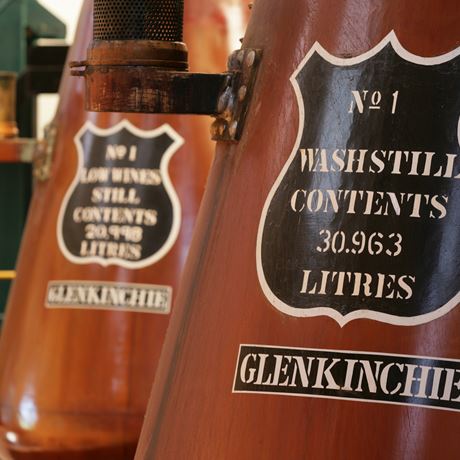 Nº 1
LOW WINES
STILL
CONTENTS
20.998
LITRES
GLENKINCHIE
Nº 1
WASH STILL
CONTENTS
30.963
LITRES
GLENKINCHIE